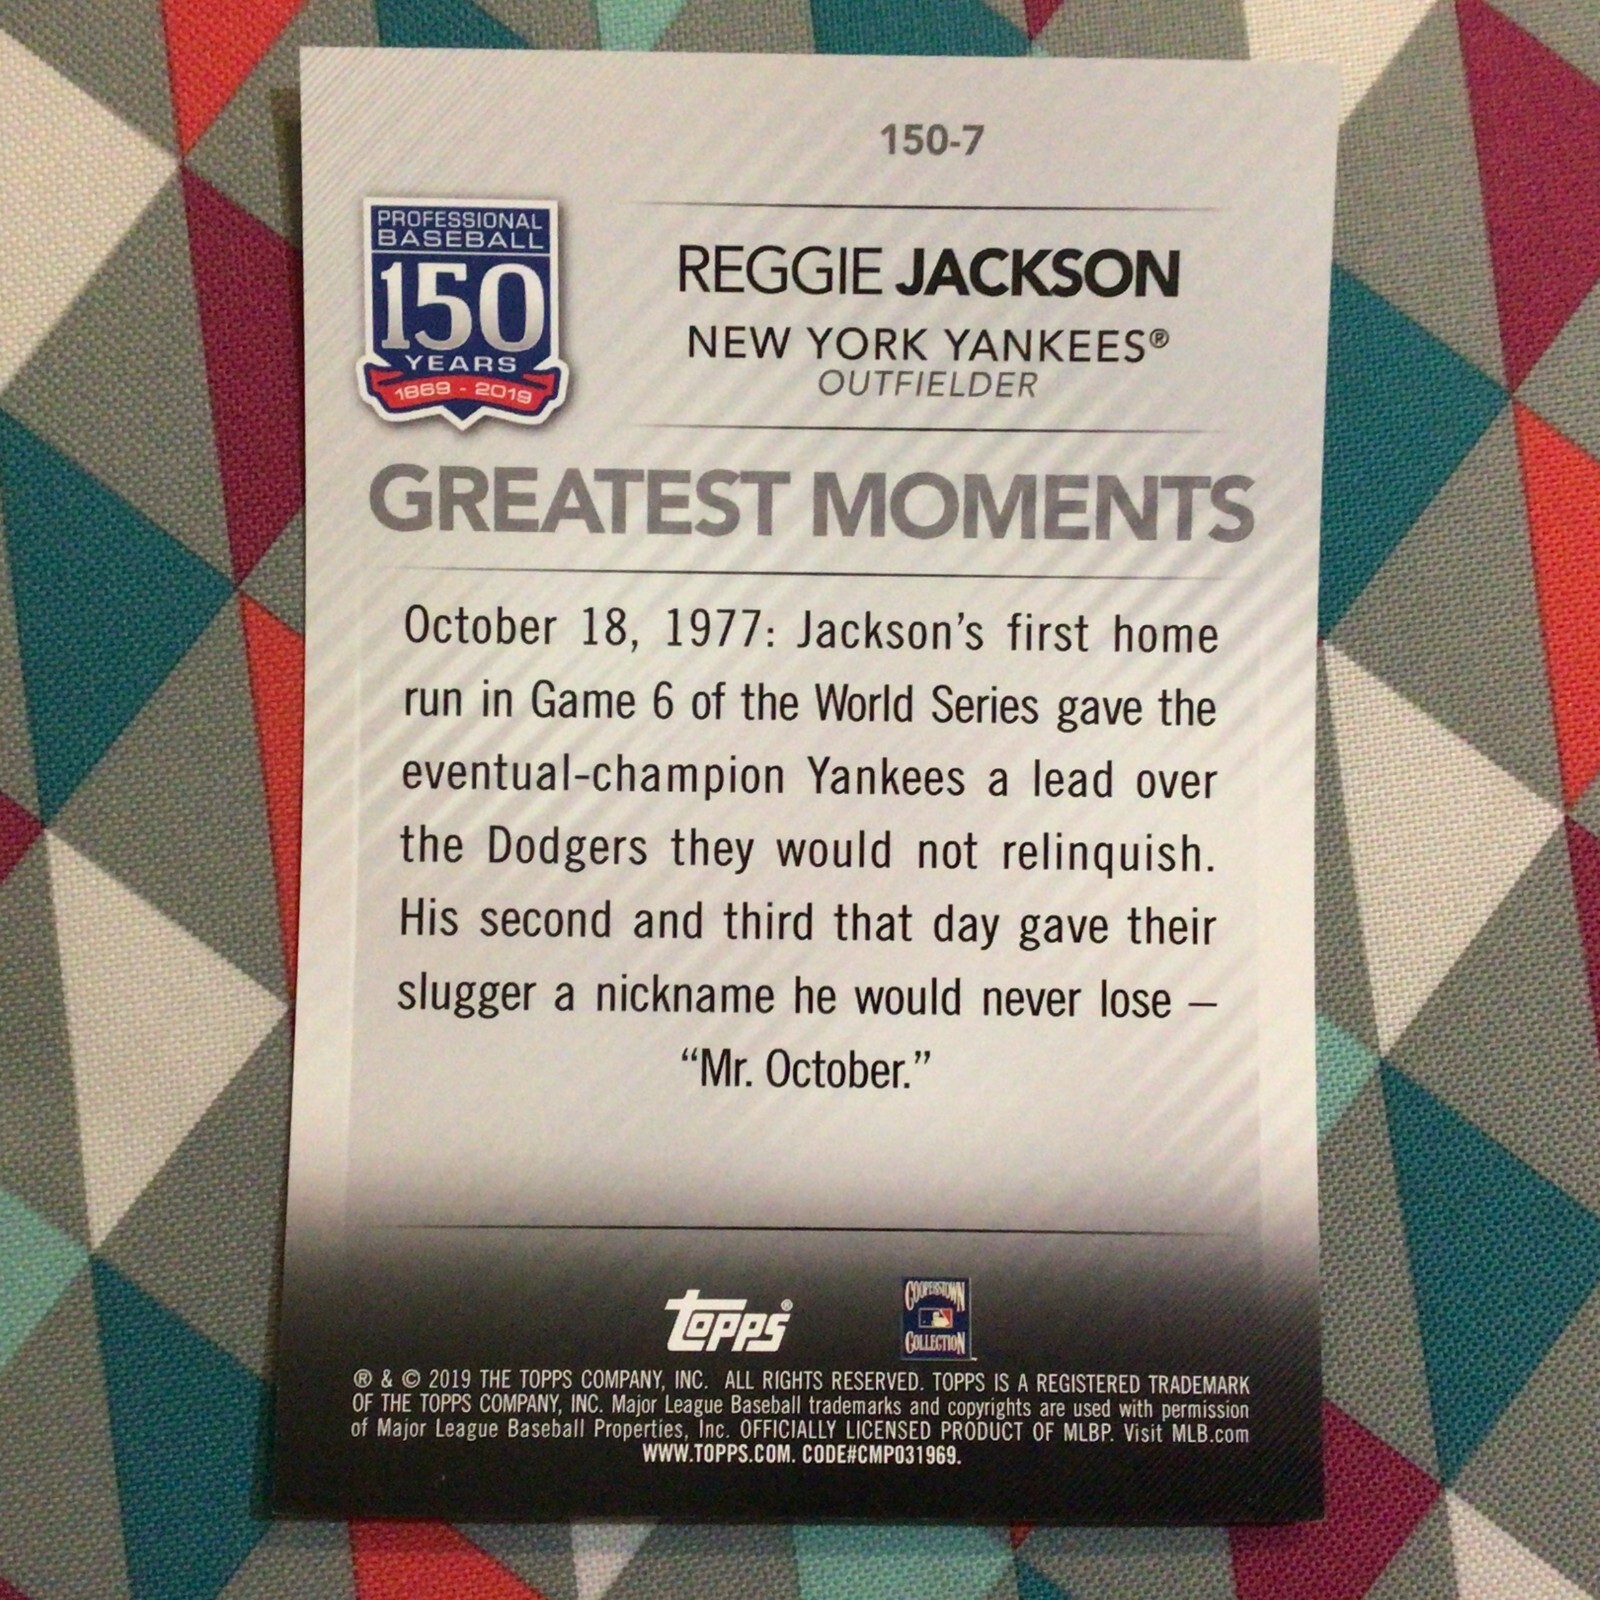 150-7
PROFESSIONAL
BASEBALL
150
YEARS
1869 - 2019
REGGIE JACKSON
NEW YORK YANKEES®
OUTFIELDER
GREATEST MOMENTS
October 18, 1977: Jackson's first home
run in Game 6 of the World Series gave the
eventual-champion Yankees a lead over
the Dodgers they would not relinquish.
His second and third that day gave their
slugger a nickname he would never lose –
“Mr. October.”
topps®
COOPERSTOWN
COLLECTION
® & © 2019 THE TOPPS COMPANY, INC. ALL RIGHTS RESERVED. TOPPS IS A REGISTERED TRADEMARK
OF THE TOPPS COMPANY, INC. Major League Baseball trademarks and copyrights are used with permission
of Major League Baseball Properties, Inc. OFFICIALLY LICENSED PRODUCT OF MLBP. Visit MLB.com
WWW.TOPPS.COM. CODE#CMP031969.